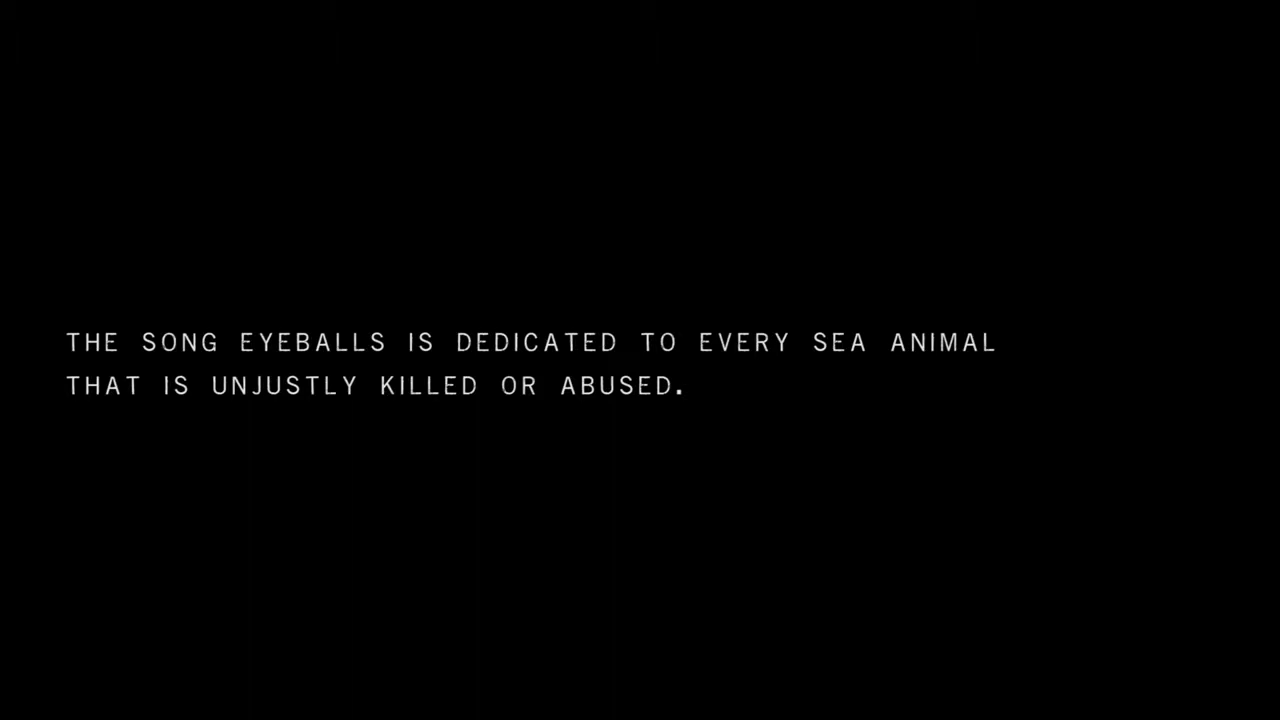 THE SONG EYEBALLS IS DEDICATED TO EVERY SEA ANIMAL
THAT IS UNJUSTLY KILLED OR ABUSED.